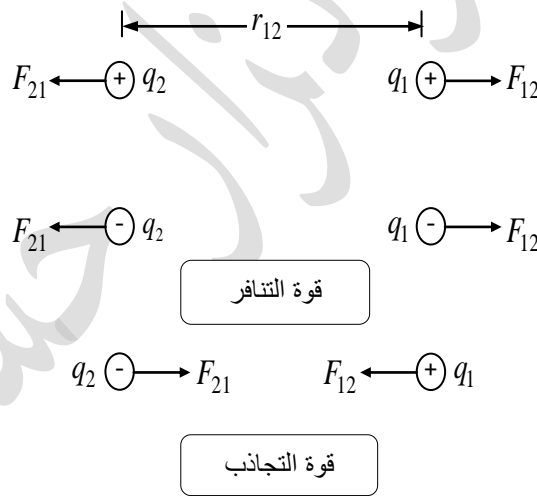 r₁₂
F₂₁ + q₂ q₁ + F₁₂
F₂₁ - q₂ q₁ - F₁₂
قوة التنافر
q₂ - F₂₁ F₁₂ + q₁
قوة التجاذب